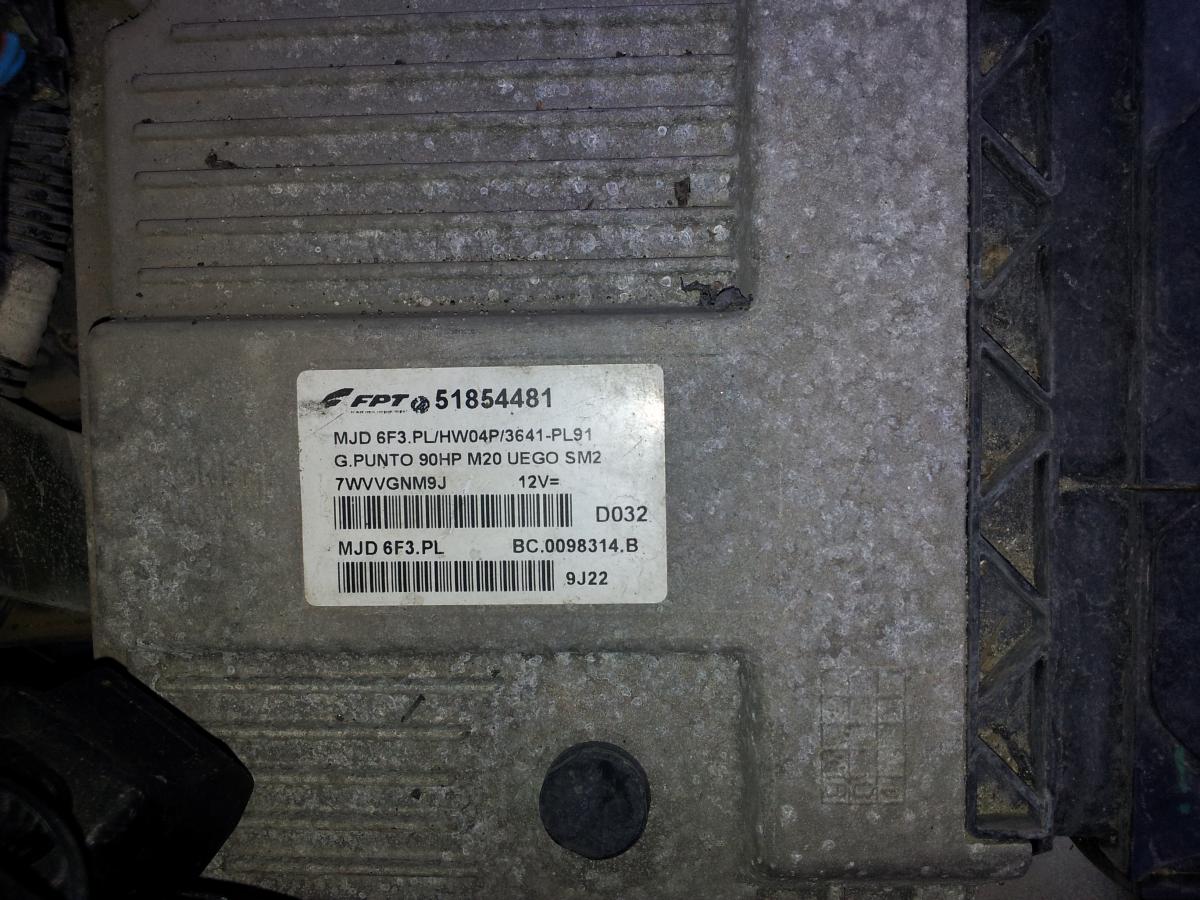 FPT 51854481
MJD 6F3.PL/HW04P/3641-PL91
G.PUNTO 90HP M20 UEGO SM2
7WVVGNM9J 12V=
D032
MJD 6F3.PL BC.0098314.B
9J22